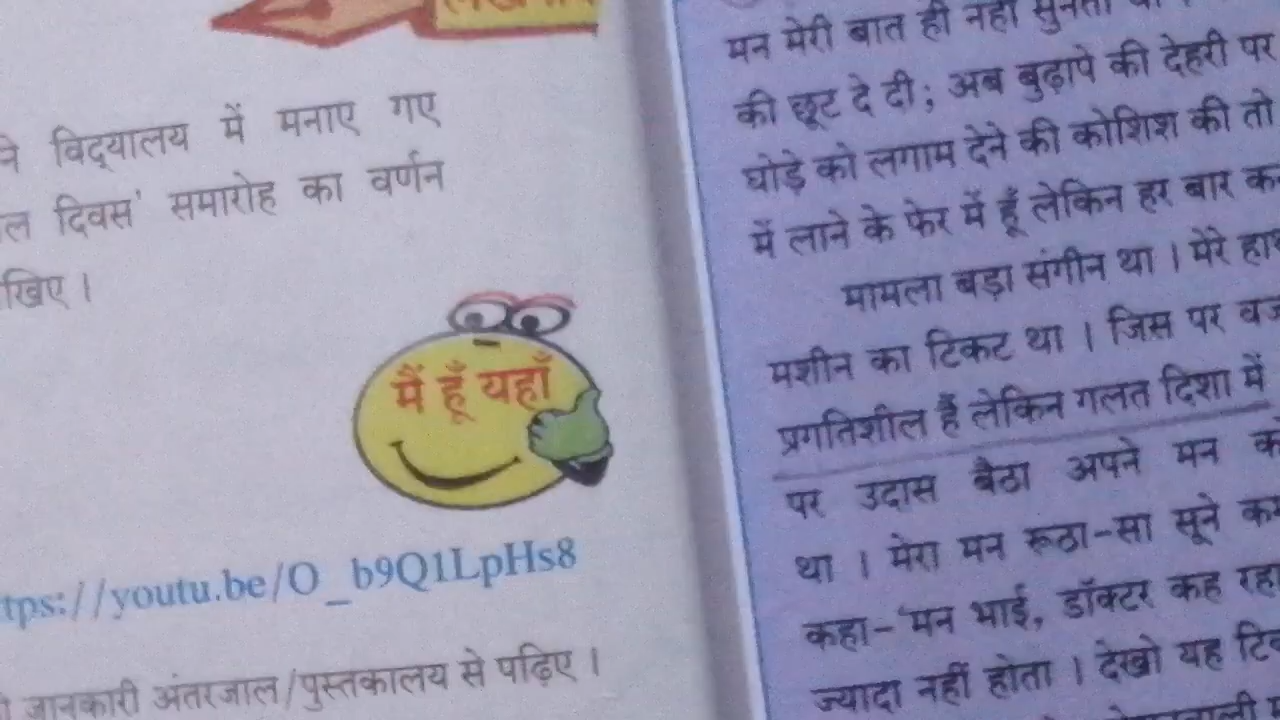 विद्‌यालय में मनाए गए
दिवस' समारोह का वर्णन
मैं हूँ यहाँ
tps://youtu.be/O_b9Q1LpHs8
जानकारी अंतरजाल/पुस्तकालय से पढ़िए ।
मन मेरी बात ही नहीं सुनता
की छूट दे दी; अब बुढ़ापे की देहरी पर
घोड़े को लगाम देने की कोशिश की तो
में लाने के फेर में हूँ लेकिन हर बार
मामला बड़ा संगीन था । मेरे
मशीन का टिकट था । जिस पर
प्रगतिशील हैं लेकिन गलत दिशा में
पर उदास बैठा अपने मन
था । मेरा मन रूठा-सा सूने
कहा-'मन भाई, डॉक्टर कह
ज्यादा नहीं होता । देखो यह